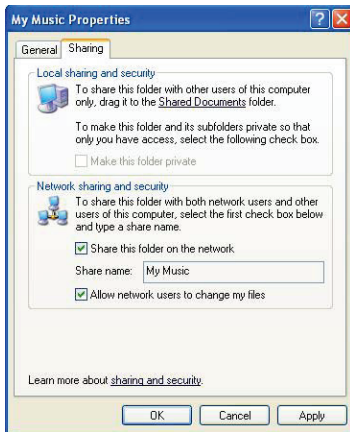 My Music Properties
General Sharing
Local sharing and security
To share this folder with other users of this computer
only, drag it to the Shared Documents folder.
To make this folder and its subfolders private so that
only you have access, select the following check box.
Make this folder private
Network sharing and security
To share this folder with both network users and other
users of this computer, select the first check box below
and type a share name.
Share this folder on the network
Share name: My Music
Allow network users to change my files
Learn more about sharing and security.
OK Cancel Apply